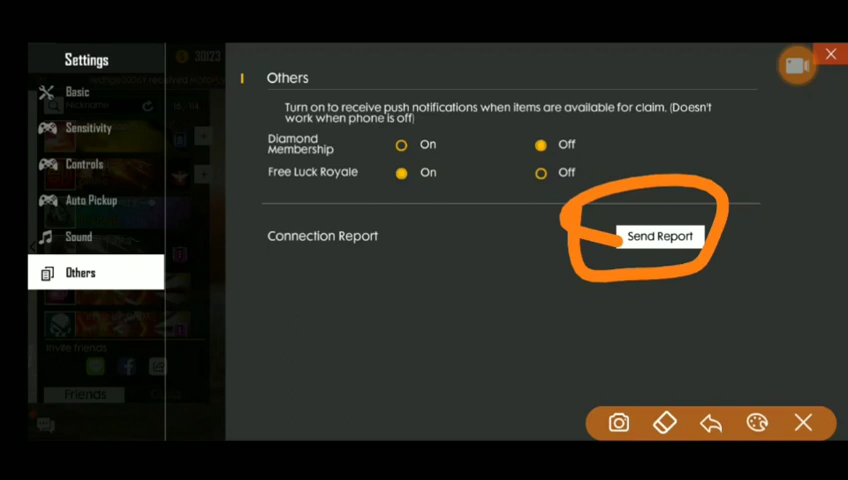 Settings
30123
Nickname
Basic
Sensitivity
Controls
Auto Pickup
Sound
Others
Invite friends
Friends
Others
Turn on to receive push notifications when items are available for claim. (Doesn't
work when phone is off)
Diamond
Membership
On
Off
Free Luck Royale
On
Off
Connection Report
Send Report